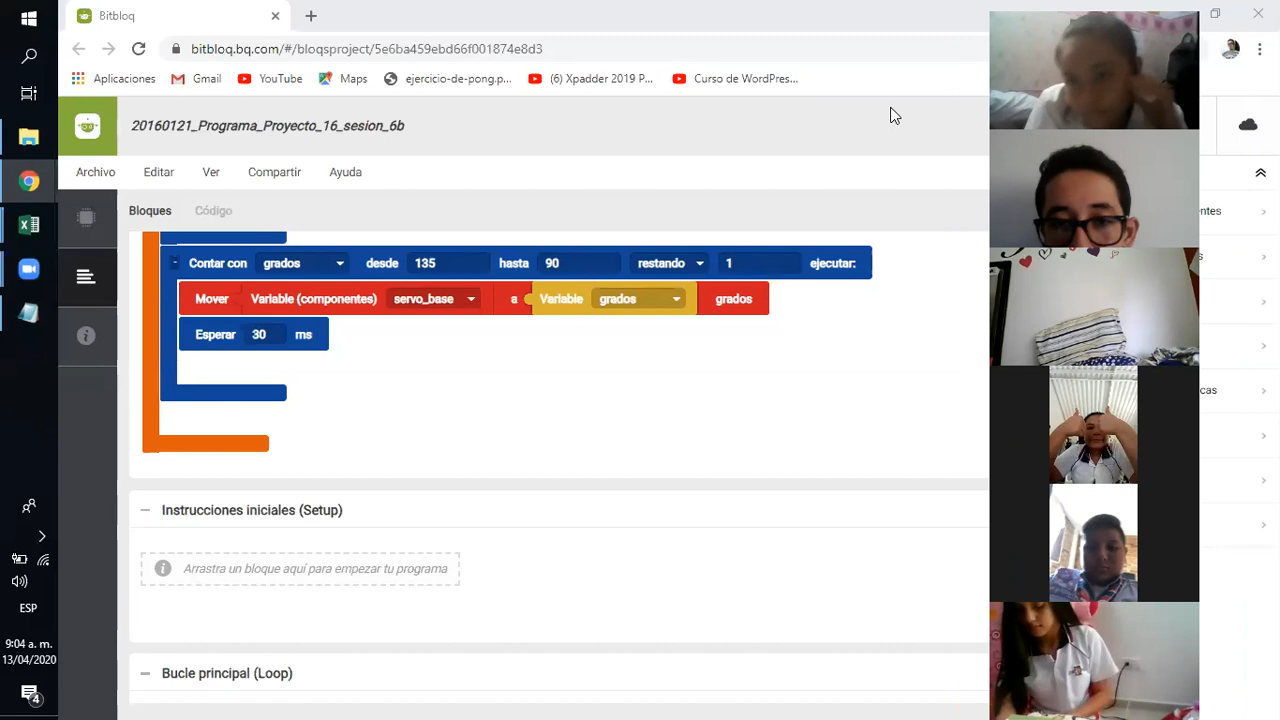 Bitbloq
bitbloq.bq.com/#/bloqsproject/5e6ba459ebd66f001874e8d3
Aplicaciones Gmail YouTube Maps ejercicio-de-pong.p... (6) Xpadder 2019 P... Curso de WordPres...
20160121_Programa_Proyecto_16_sesion_6b
Archivo Editar Ver Compartir Ayuda
Bloques Código
entes
s
cas
- Contar con grados desde 135 hasta 90 restando 1 ejecutar:
Mover Variable (componentes) servo_base a Variable grados grados
Esperar 30 ms
Instrucciones iniciales (Setup)
Arrastra un bloque aquí para empezar tu programa
Bucle principal (Loop)
ESP
9:04 a. m.
13/04/2020
4